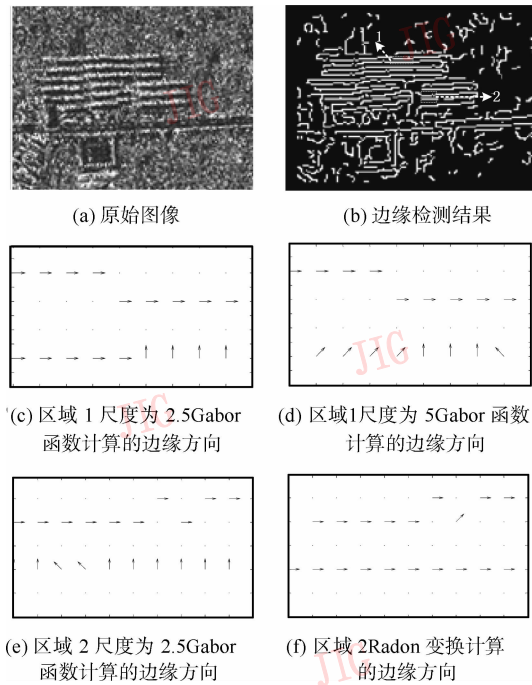 1
2
JIG
JIG
(a) 原始图像
(b) 边缘检测结果
JIG
JIG
(c) 区域 1 尺度为 2.5Gabor
函数计算的边缘方向
(d) 区域1尺度为 5Gabor 函数
计算的边缘方向
(e) 区域 2 尺度为 2.5Gabor
函数计算的边缘方向
(f) 区域 2Radon 变换计算
的边缘方向
JIG